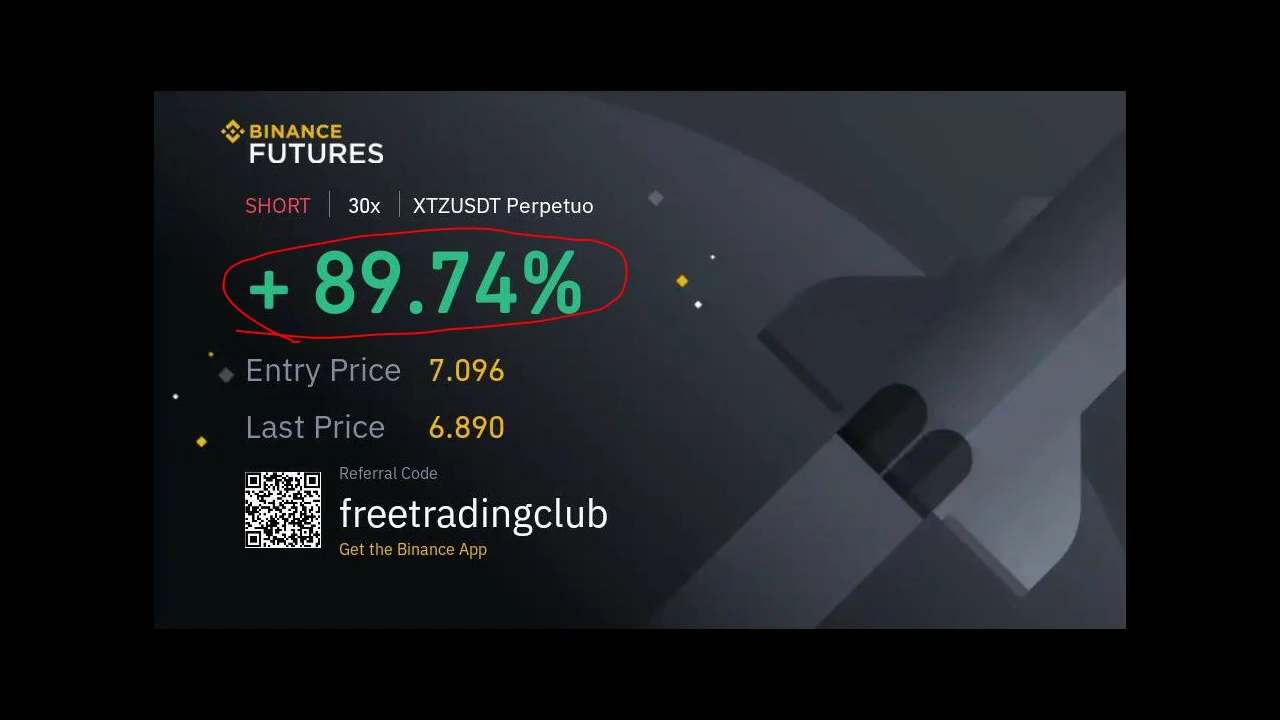 BINANCE
FUTURES
SHORT | 30x | XTZUSDT Perpetuo
+ 89.74%
Entry Price 7.096
Last Price 6.890
Referral Code
freetradingclub
Get the Binance App